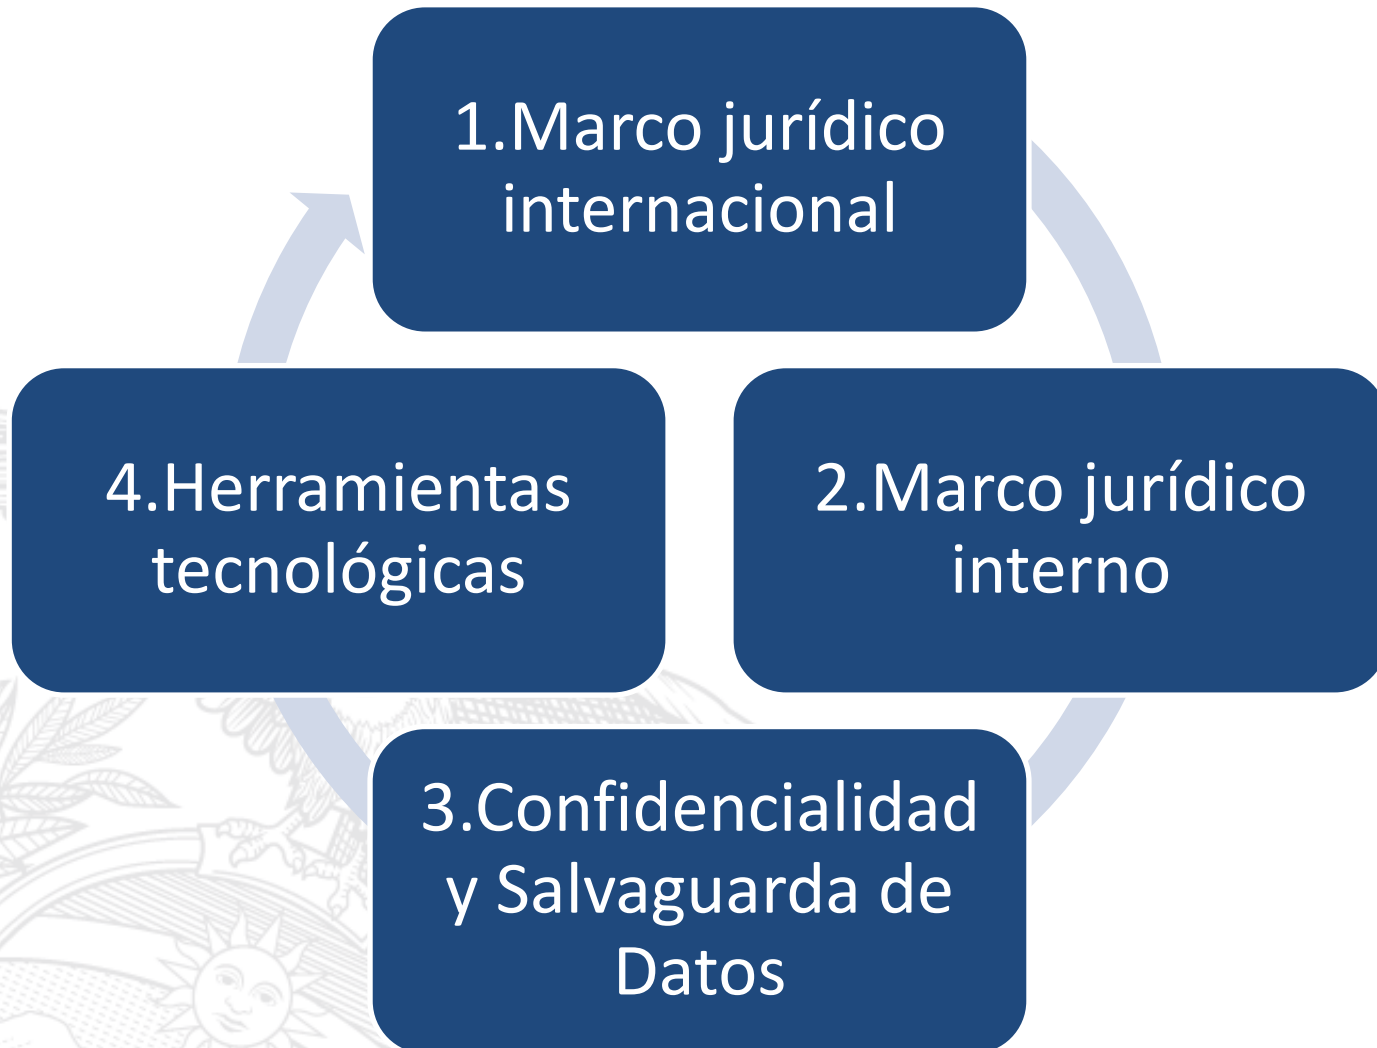 1.Marco jurídico
internacional
2.Marco jurídico
interno
3.Confidencialidad
y Salvaguarda de
Datos
4.Herramientas
tecnológicas